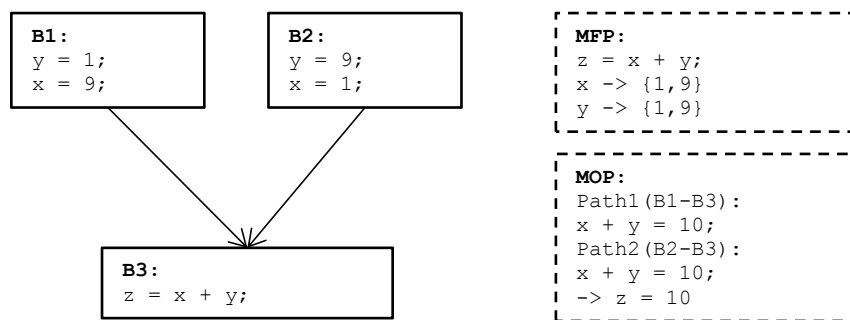 B1:
y = 1;
x = 9;
B2:
y = 9;
x = 1;
B3:
z = x + y;
MFP:
z = x + y;
x -> {1,9}
y -> {1,9}
MOP:
Path1(B1-B3):
x + y = 10;
Path2(B2-B3):
x + y = 10;
-> z = 10